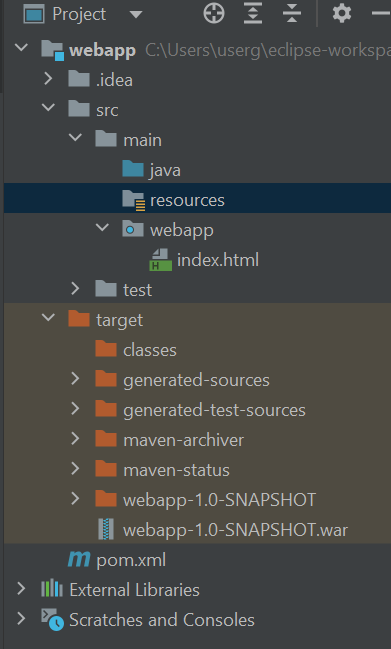 Project
webapp C:\Users\userg\eclipse-workspa
.idea
src
main
java
resources
webapp
index.html
test
target
classes
generated-sources
generated-test-sources
maven-archiver
maven-status
webapp-1.0-SNAPSHOT
webapp-1.0-SNAPSHOT.war
pom.xml
External Libraries
Scratches and Consoles